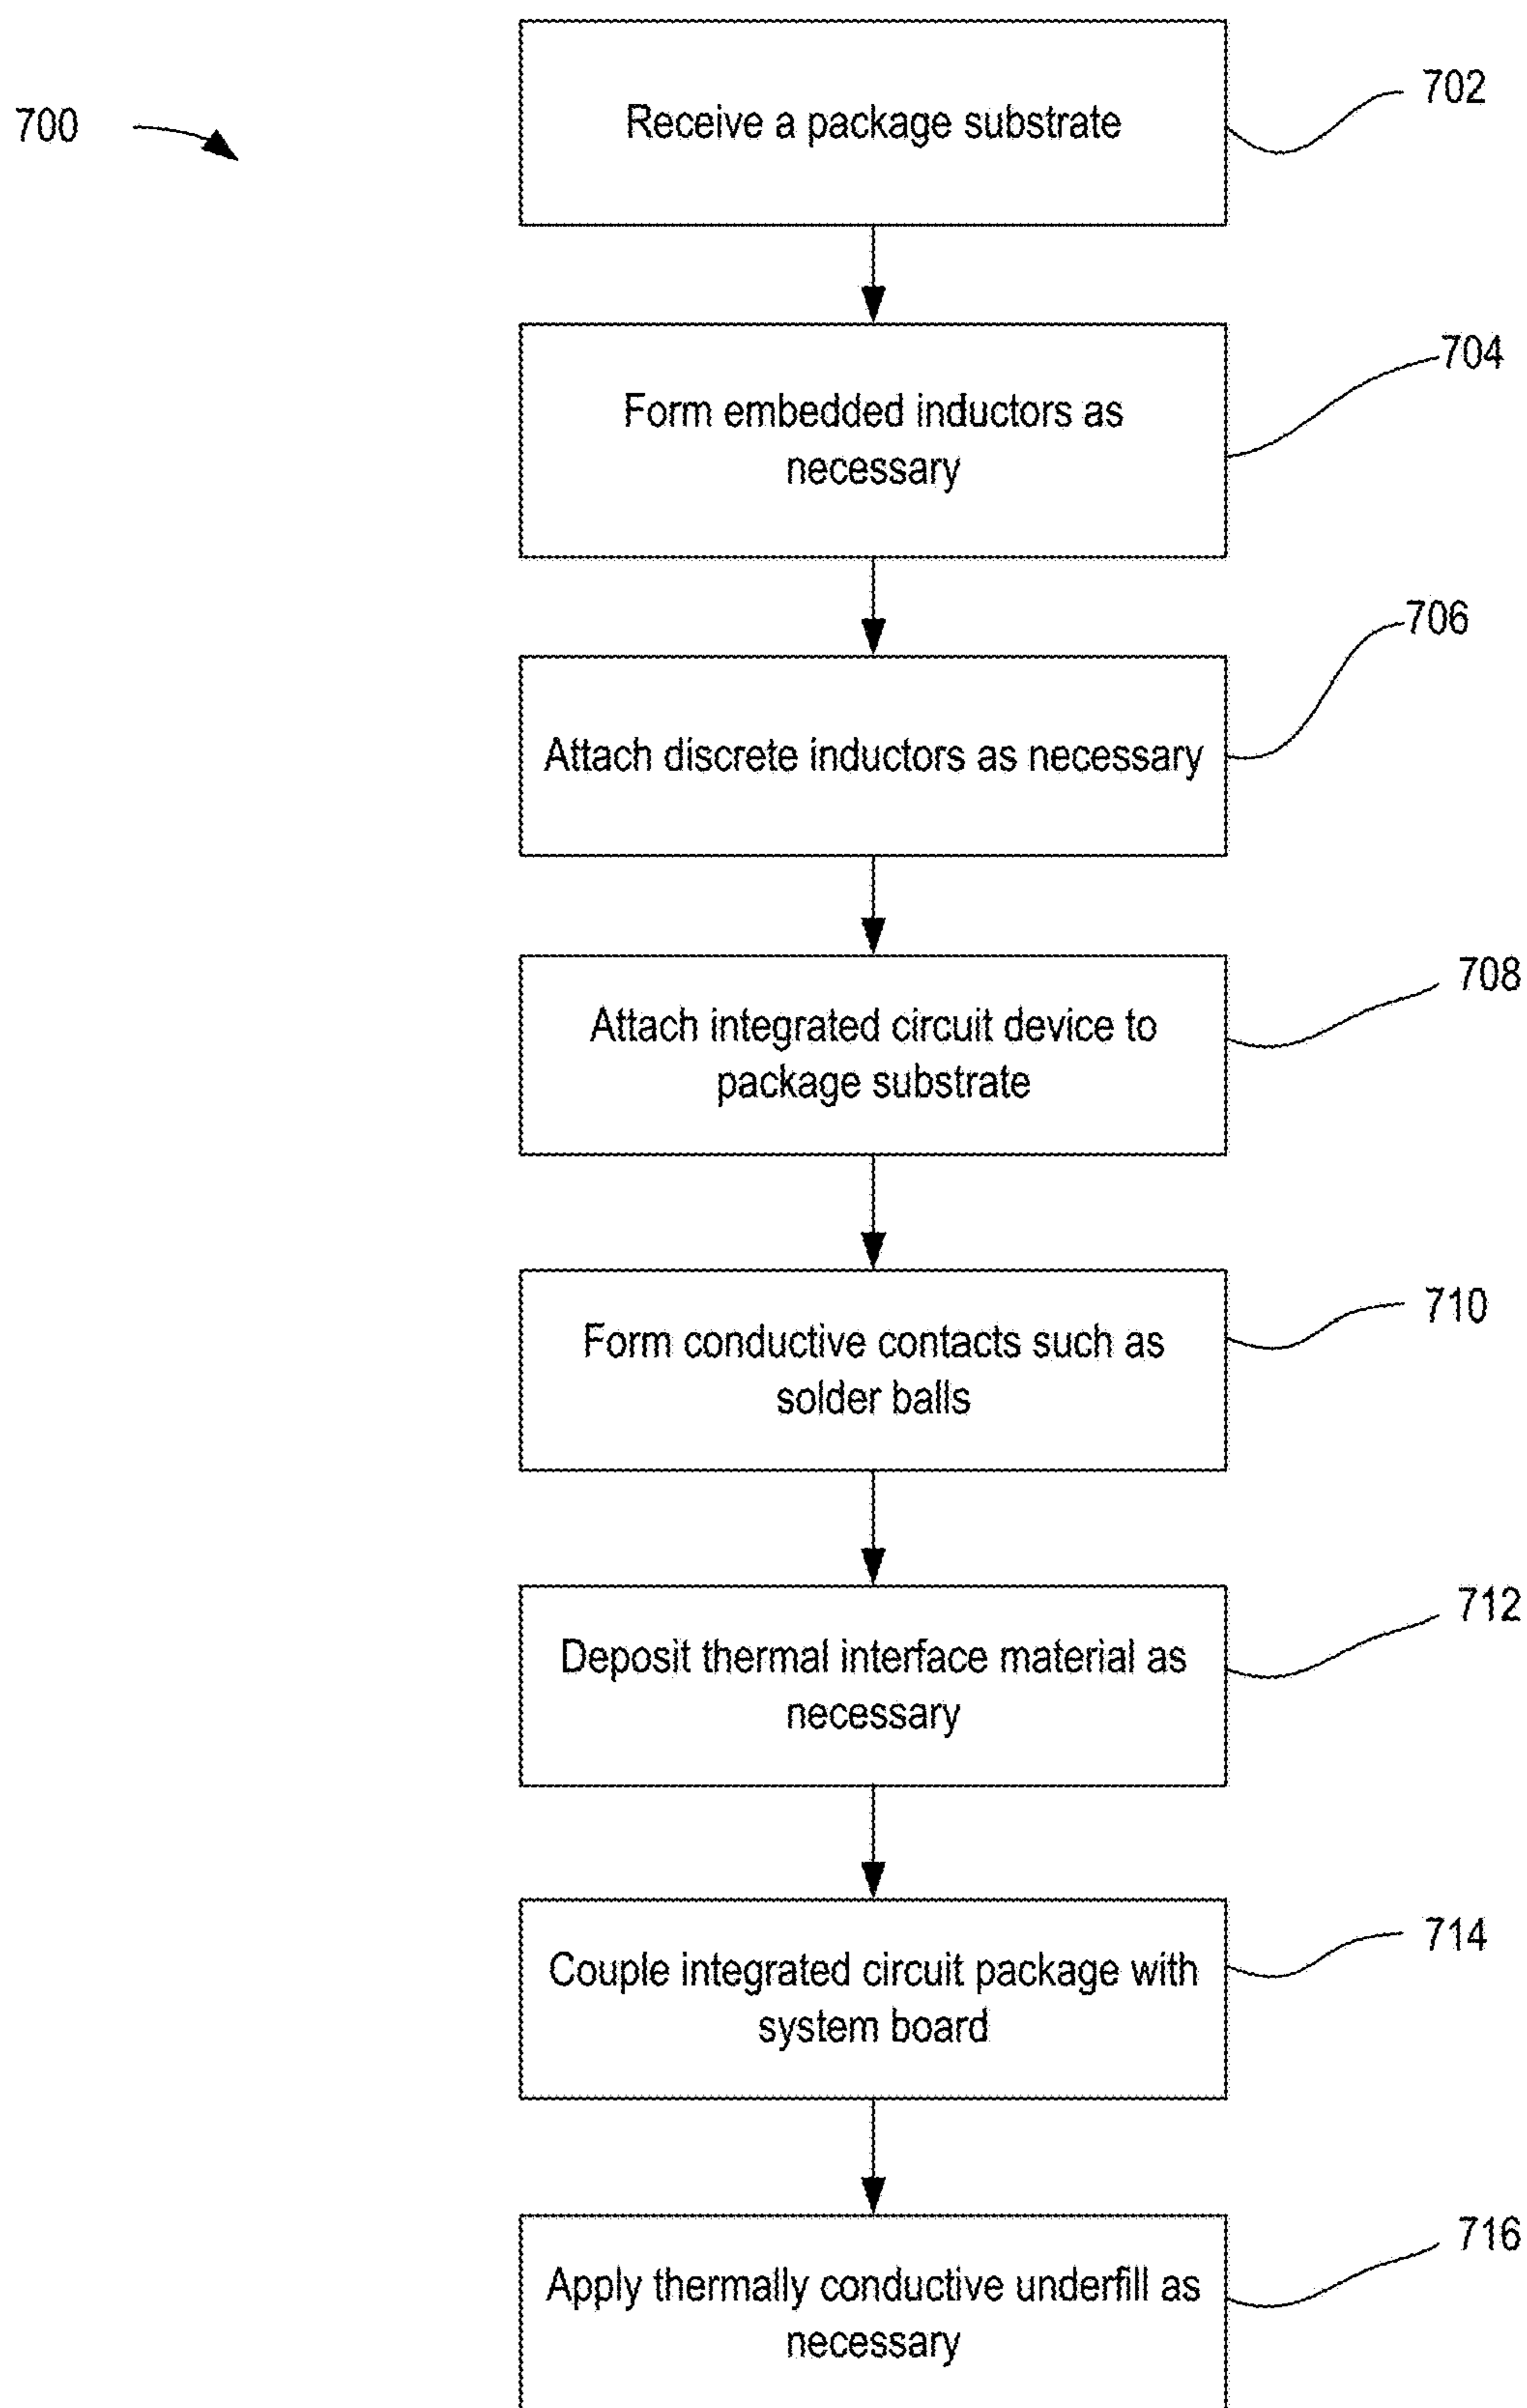 700
Receive a package substrate
702
Form embedded inductors as
necessary
704
Attach discrete inductors as necessary
706
Attach integrated circuit device to
package substrate
708
Form conductive contacts such as
solder balls
710
Deposit thermal interface material as
necessary
712
Couple integrated circuit package with
system board
714
Apply thermally conductive underfill as
necessary
716